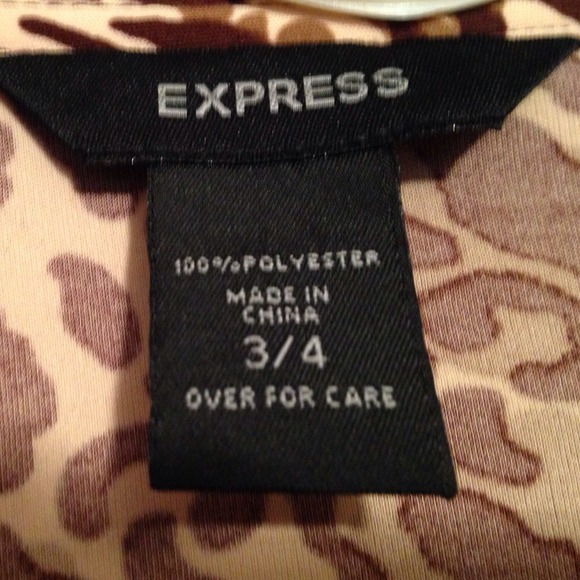 EXPRESS
100% POLYESTER
MADE IN
CHINA
3/4
OVER FOR CARE